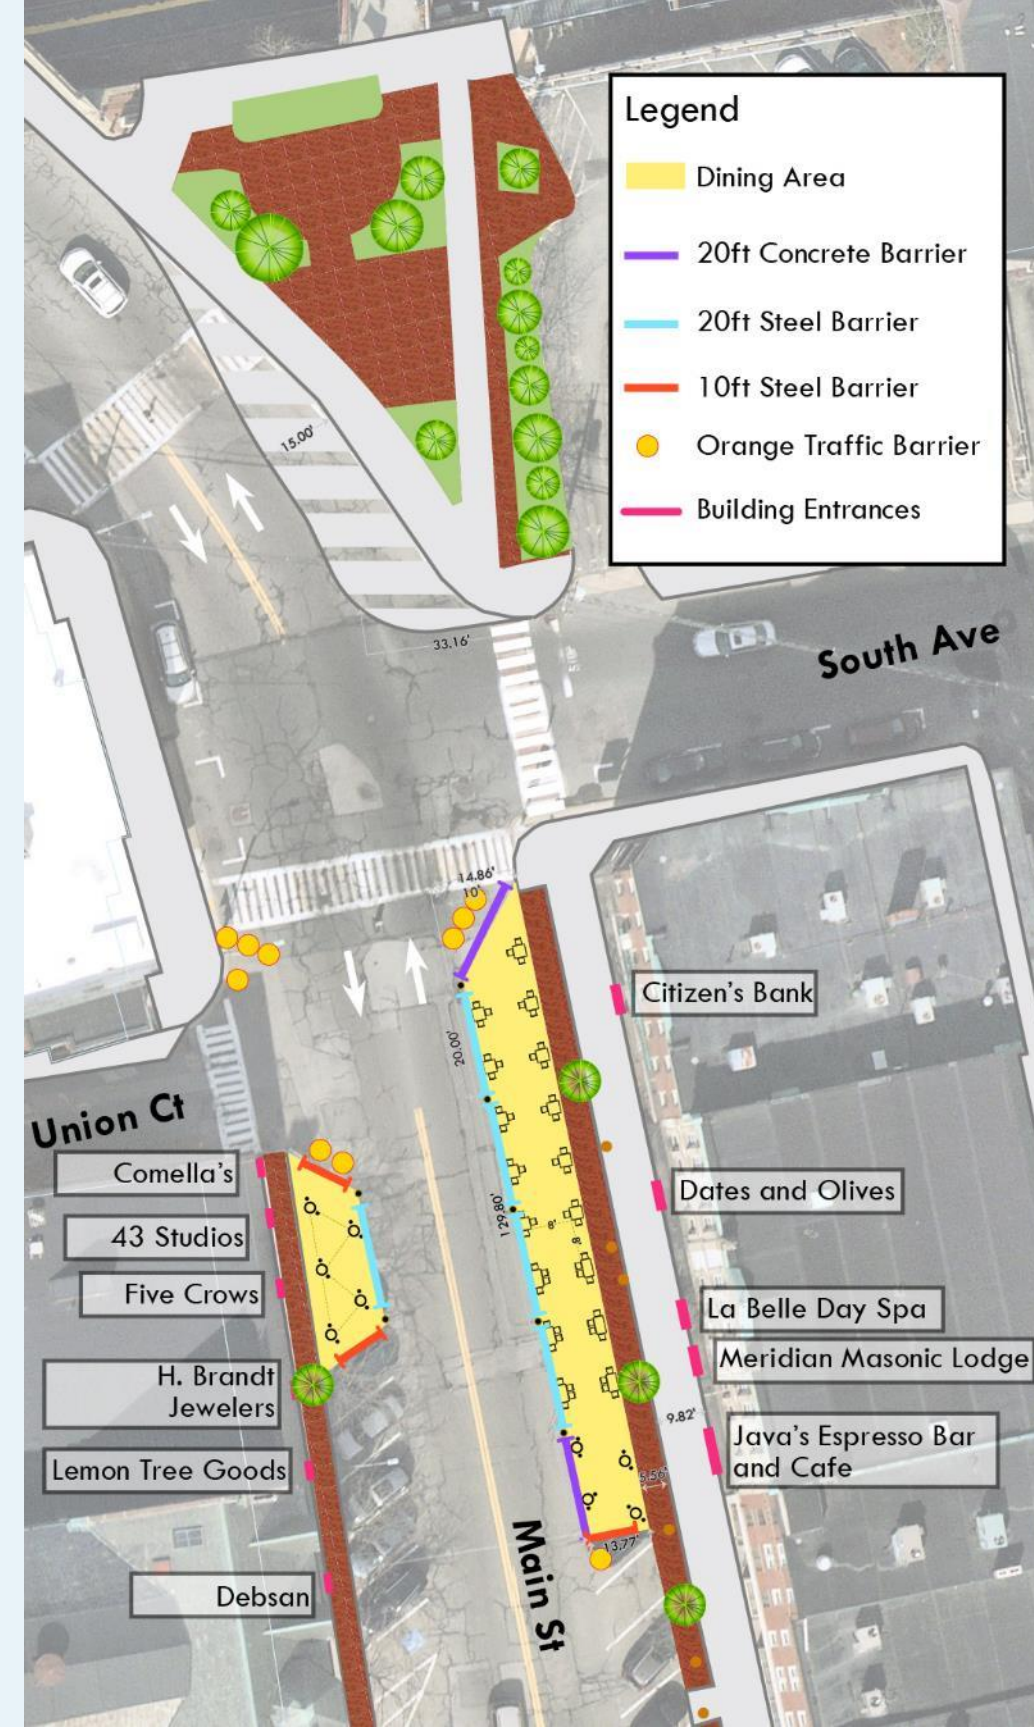 Legend
Dining Area
20ft Concrete Barrier
20ft Steel Barrier
10ft Steel Barrier
Orange Traffic Barrier
Building Entrances
15.00'
33.16'
South Ave
14.86'
10'
Citizen's Bank
20.00'
Union Ct
Comella's
43 Studios
Five Crows
H. Brandt
Jewelers
Lemon Tree Goods
Debsan
129.80'
8'
8'
Dates and Olives
La Belle Day Spa
Meridian Masonic Lodge
9.82'
Java's Espresso Bar
and Cafe
5.56'
13.77'
Main St